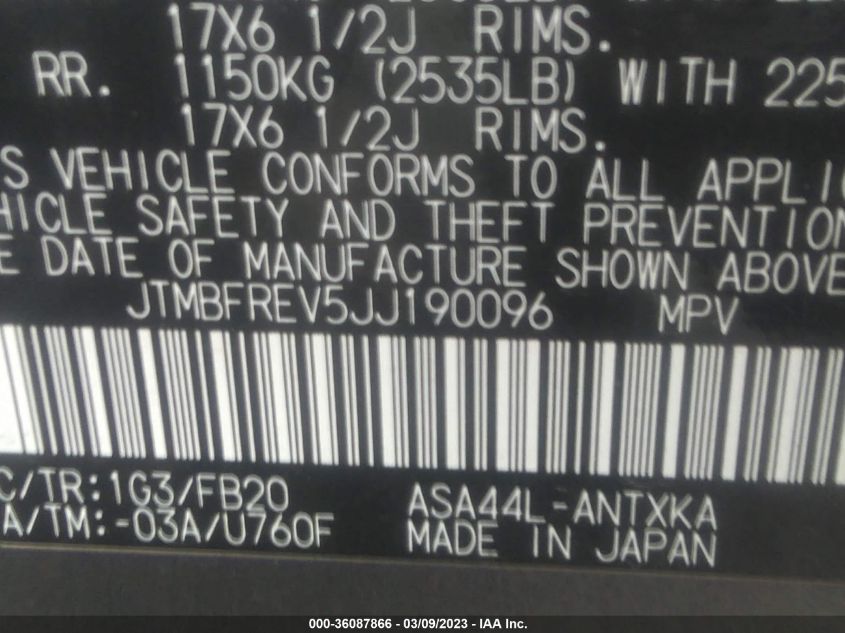 17X6 1/2J RIMS.
RR. 1150KG (2535LB) WITH 225
17X6 1/2J RIMS.
S VEHICLE CONFORMS TO ALL APPLI
HICLE SAFETY AND THEFT PREVENTION
E DATE OF MANUFACTURE SHOWN ABOVE
JTMBFREV5JJ190096 MPV
C/TR:1G3/FB20 ASA44L-ANTXKA
A/TM:-03A/U760F MADE IN JAPAN
000-36087866 - 03/09/2023 - IAA Inc.